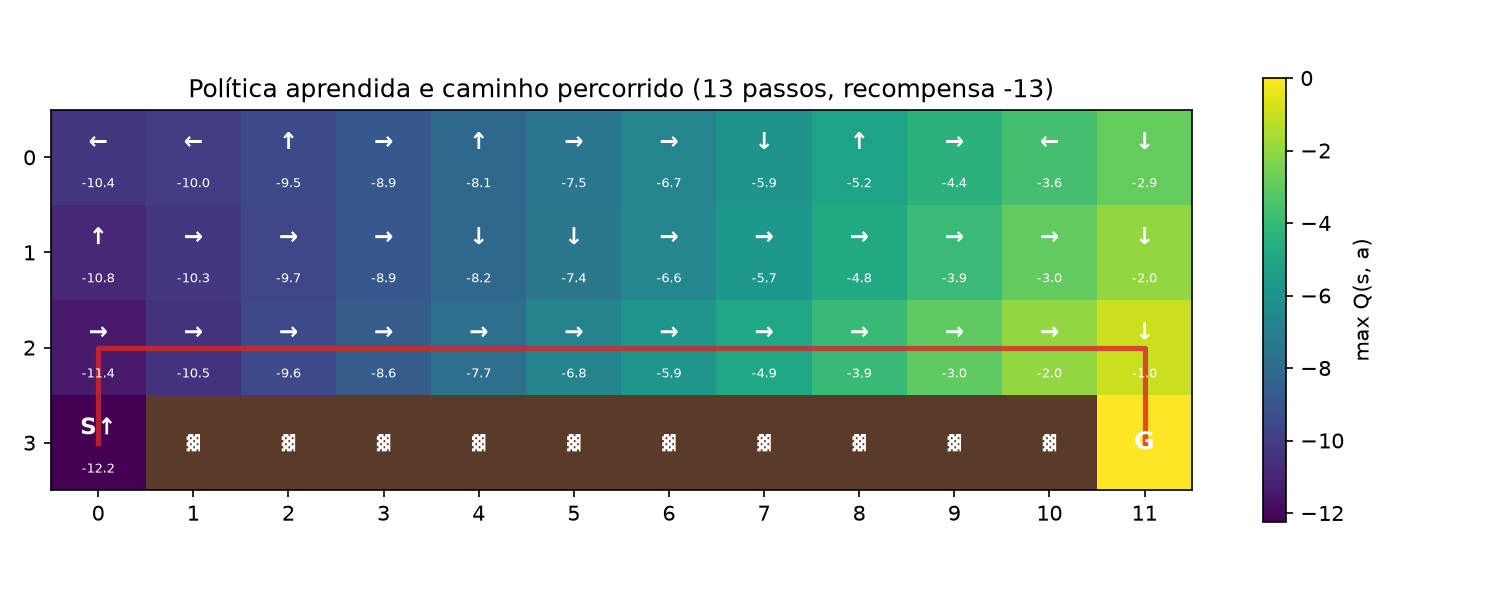 Política aprendida e caminho percorrido (13 passos, recompensa -13)
0 ← ← ↑ → ↑ → → ↓ ↑ → ← ↓
-10.4 -10.0 -9.5 -8.9 -8.1 -7.5 -6.7 -5.9 -5.2 -4.4 -3.6 -2.9
1 ↑ → → → ↓ ↓ → → → → → ↓
-10.8 -10.3 -9.7 -8.9 -8.2 -7.4 -6.6 -5.7 -4.8 -3.9 -3.0 -2.0
2 → → → → → → → → → → → ↓
-11.4 -10.5 -9.6 -8.6 -7.7 -6.8 -5.9 -4.9 -3.9 -3.0 -2.0 -1.0
3 S↑ ▓ ▓ ▓ ▓ ▓ ▓ ▓ ▓ ▓ ▓ G
-12.2
0 1 2 3 4 5 6 7 8 9 10 11
0
−2
−4
−6
−8
−10
−12
max Q(s, a)